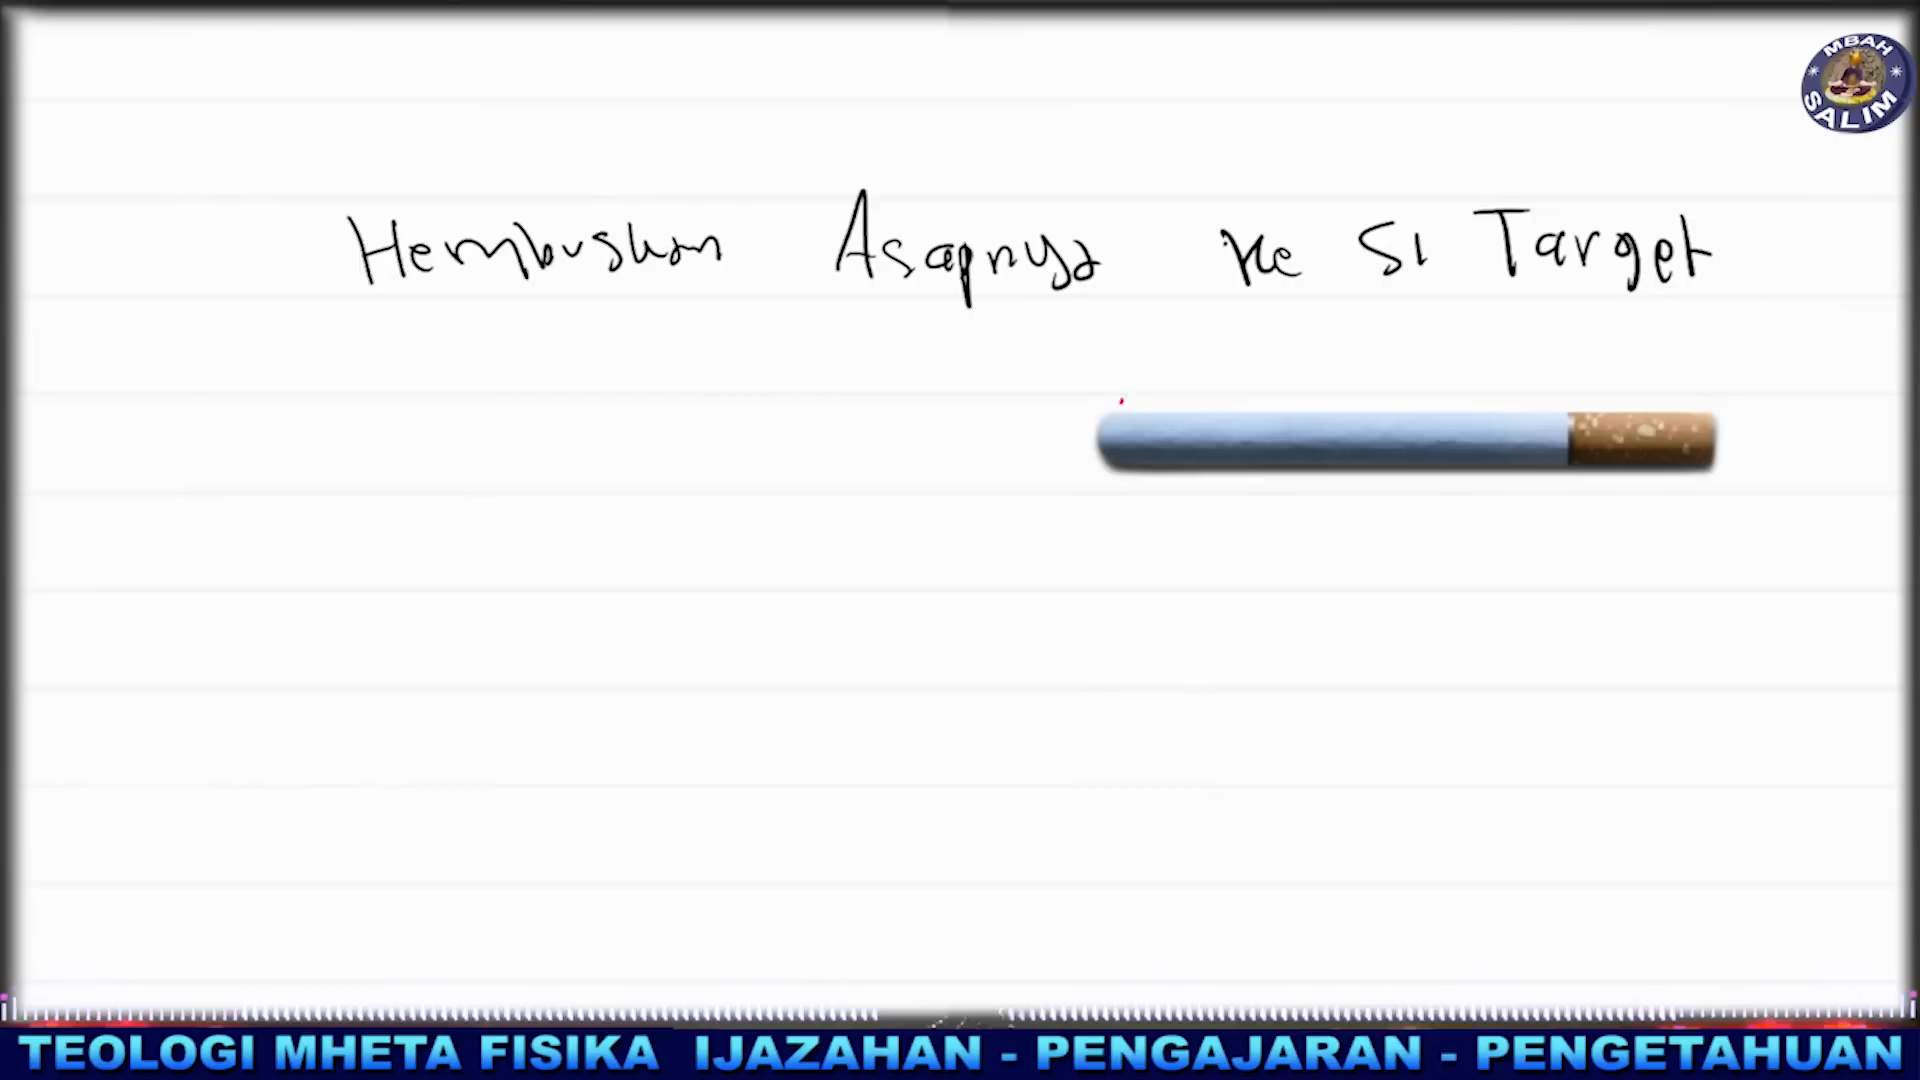 MBAH
SALIM
Hembuskan Asapnya ke si Target
TEOLOGI MHETA FISIKA IJAZAHAN - PENGAJARAN - PENGETAHUAN